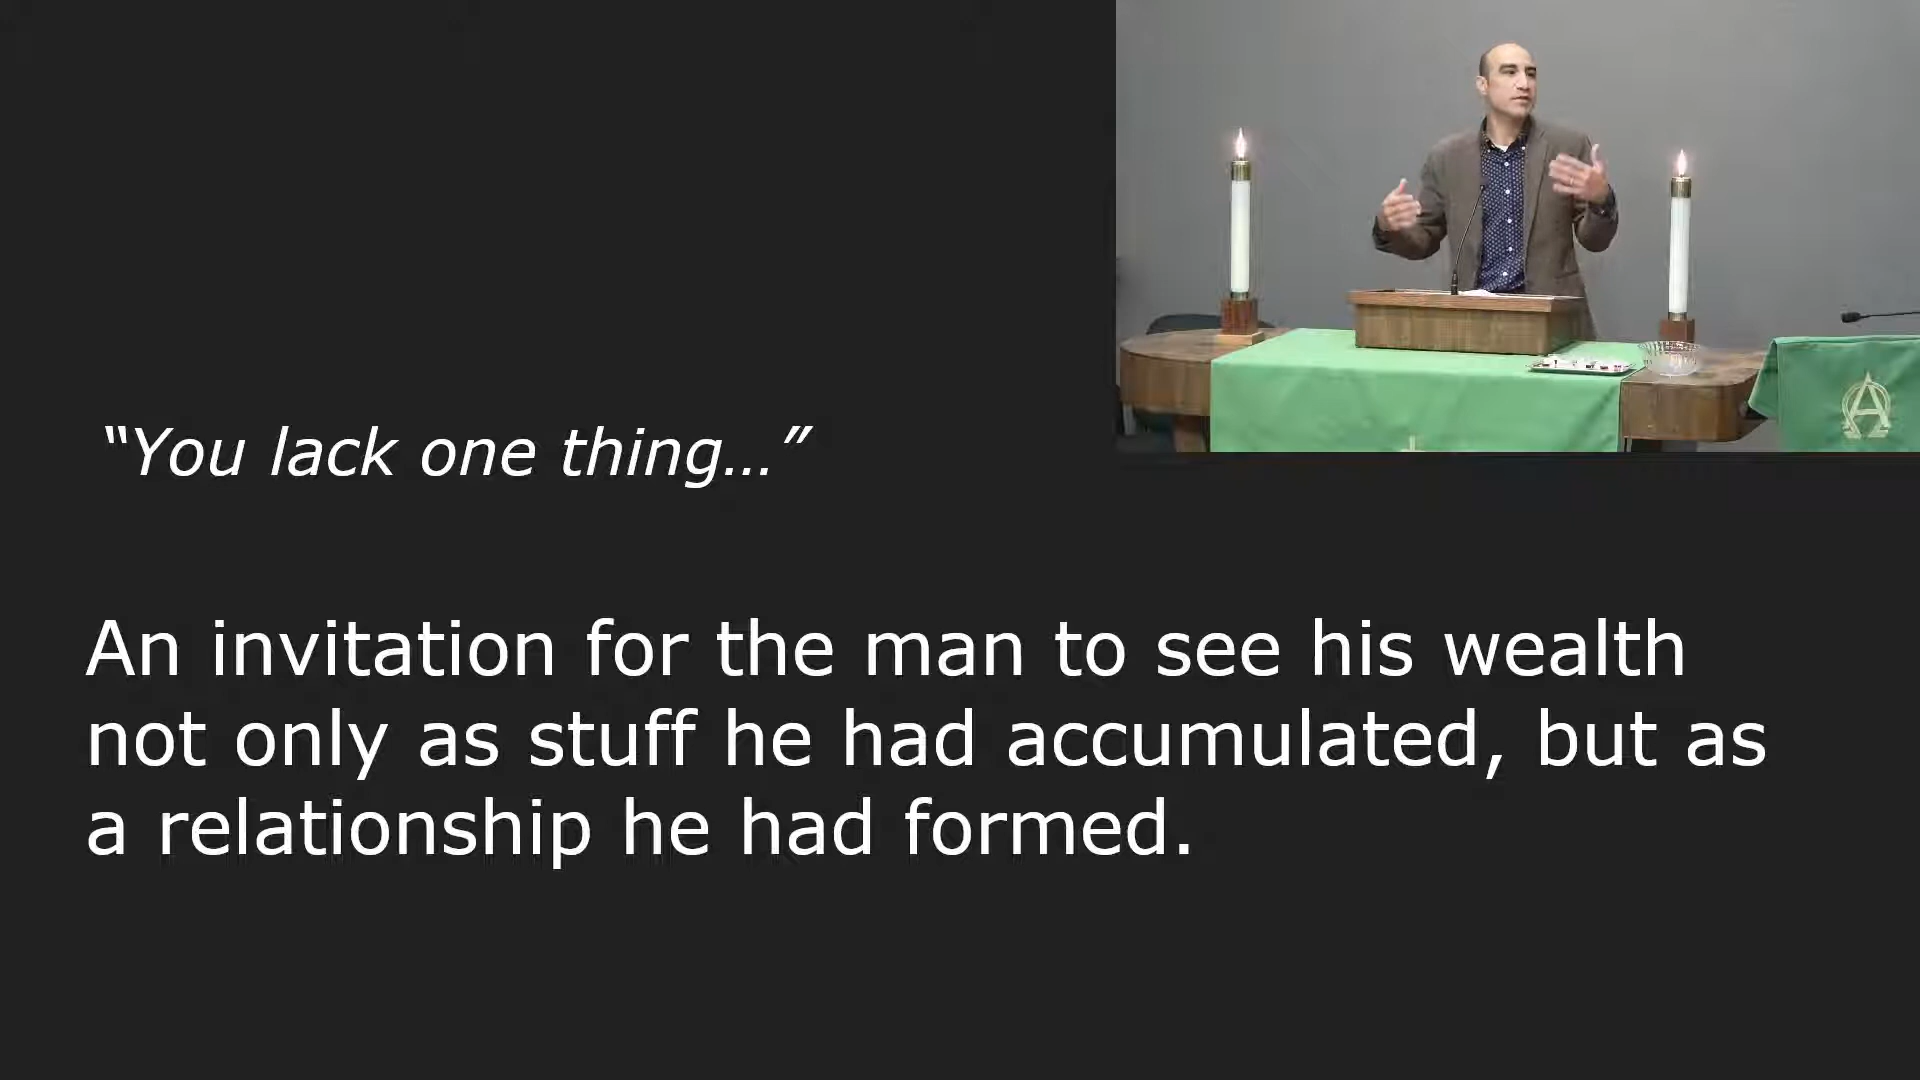 “You lack one thing…”
An invitation for the man to see his wealth
not only as stuff he had accumulated, but as
a relationship he had formed.